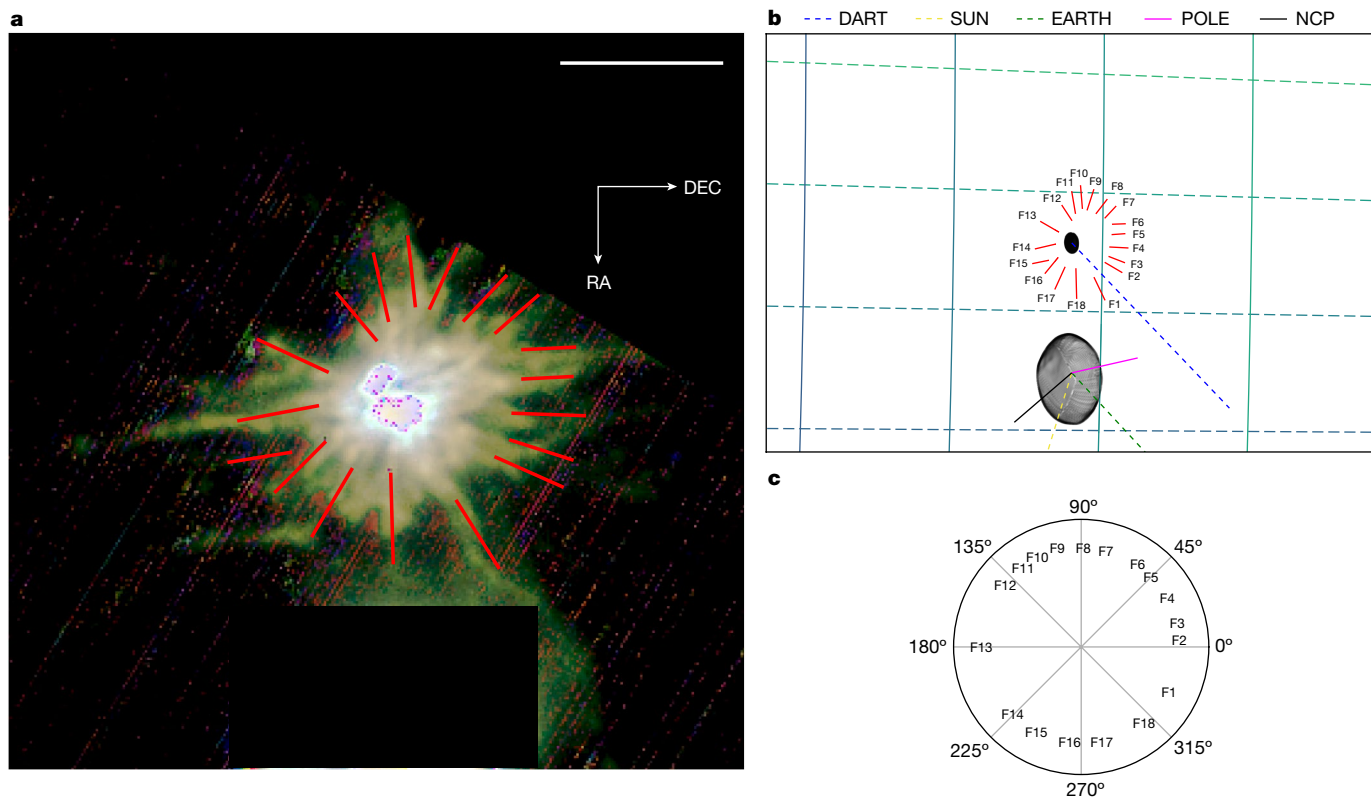 a
DEC
RA
b
DART SUN EARTH POLE NCP
F10
F11 F9
F8
F12 F7
F13
F6
F5
F14 F4
F15 F3
F16 F2
F17 F18 F1
c
90º
135º 45º
F10 F9 F8 F7
F11 F6
F12 F5
F4
F3
180º F13 F2 0º
F1
F14 F18
F15 F16 F17
225º 315º
270º